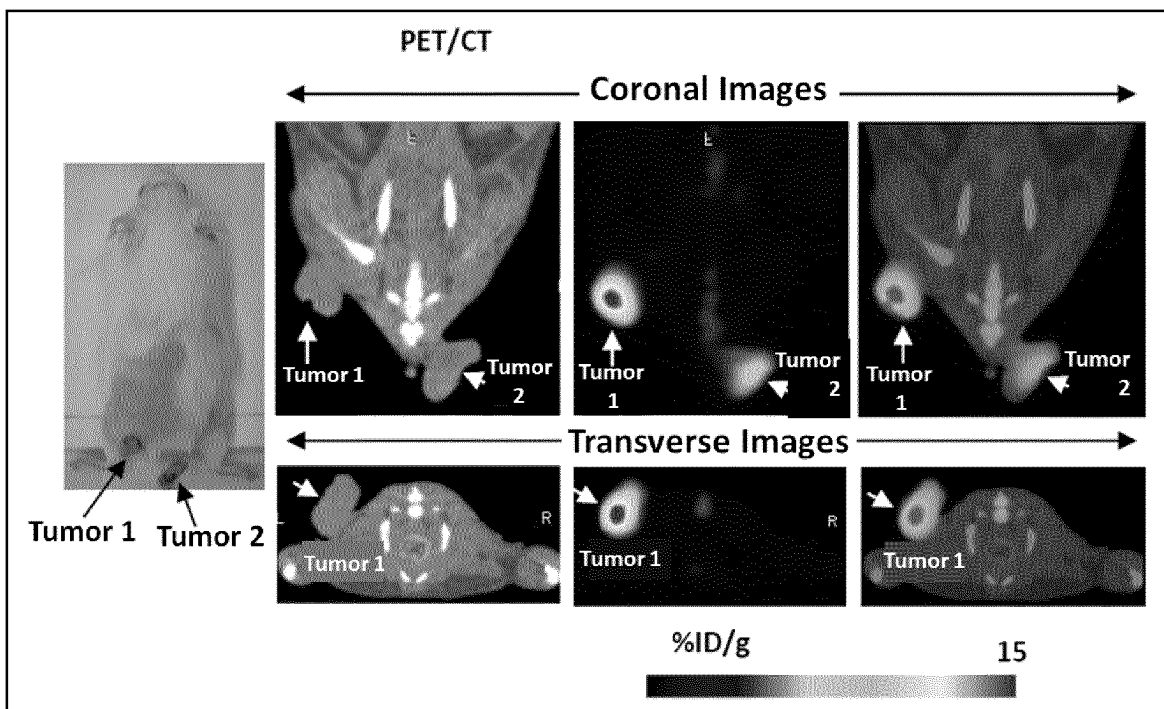 PET/CT
Coronal Images
L
Tumor 1
Tumor
2
L
Tumor
1
Tumor
2
Tumor
1
Tumor
2
Transverse Images
Tumor 1
Tumor 2
R
Tumor 1
R
Tumor 1
Tumor 1
%ID/g
15